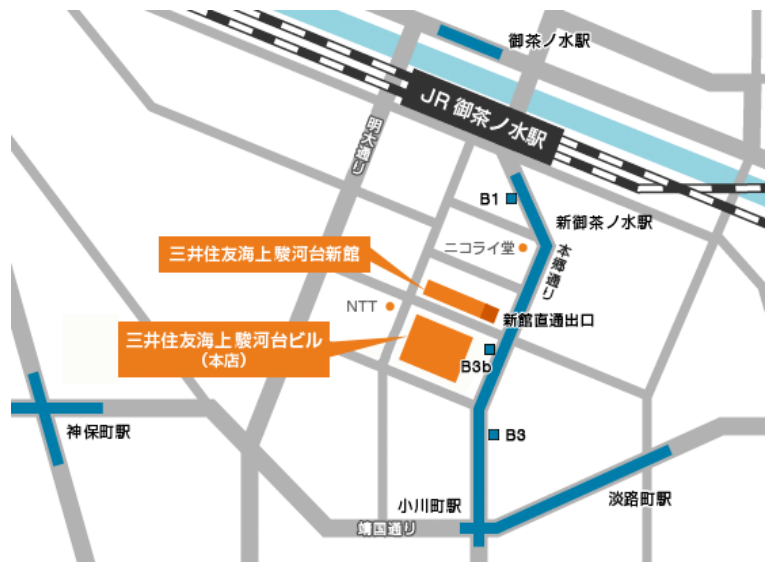 御茶ノ水駅
JR 御茶ノ水駅
明大通り
B1
新御茶ノ水駅
ニコライ堂
本郷通り
三井住友海上 駿河台新館
NTT
新館直通出口
三井住友海上 駿河台ビル
（本店）
B3b
神保町駅
B3
小川町駅
淡路町駅
靖国通り